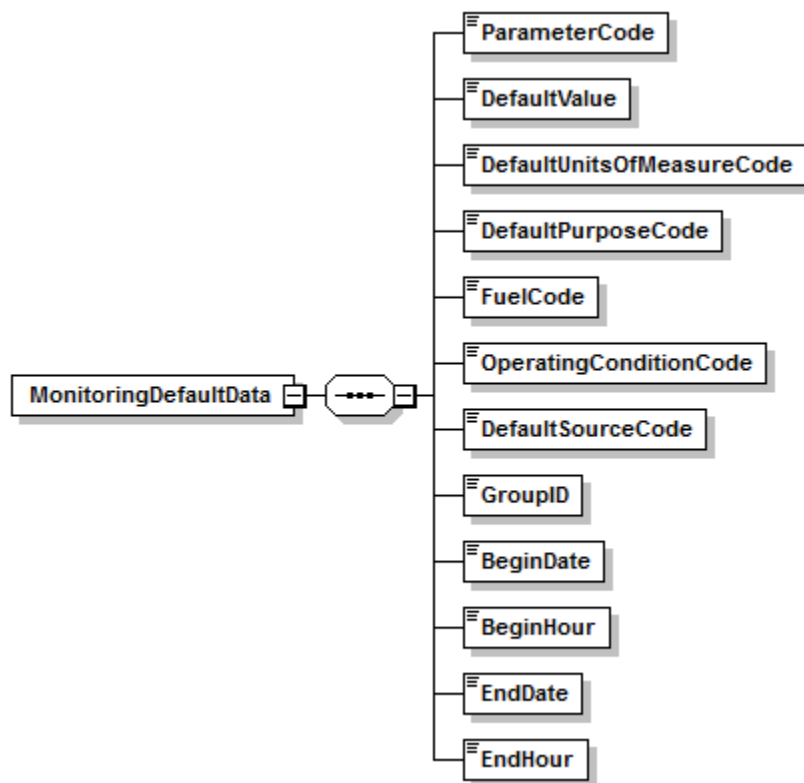 ParameterCode
DefaultValue
DefaultUnitsOfMeasureCode
DefaultPurposeCode
FuelCode
OperatingConditionCode
MonitoringDefaultData
DefaultSourceCode
GroupID
BeginDate
BeginHour
EndDate
EndHour